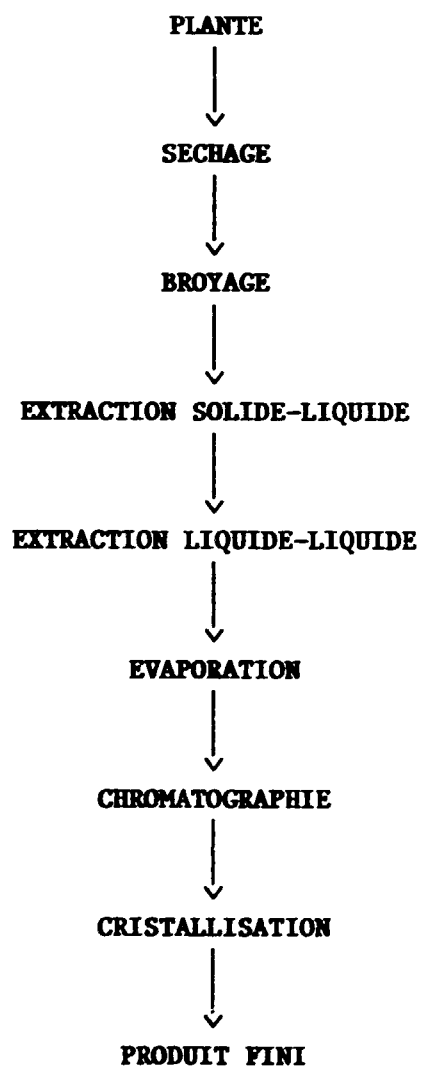 PLANTE
SECHAGE
BROYAGE
EXTRACTION SOLIDE-LIQUIDE
EXTRACTION LIQUIDE-LIQUIDE
EVAPORATION
CHROMATOGRAPHIE
CRISTALLISATION
PRODUIT FINI